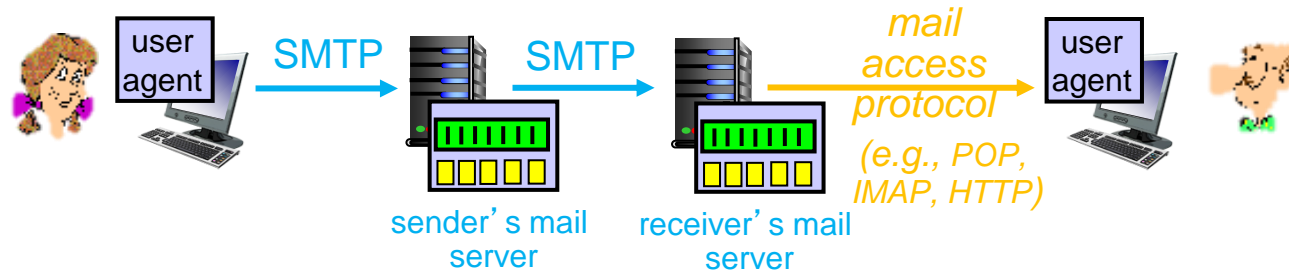 user
agent
SMTP
SMTP
mail
access
protocol
(e.g., POP,
IMAP, HTTP)
user
agent
sender’s mail
server
receiver’s mail
server